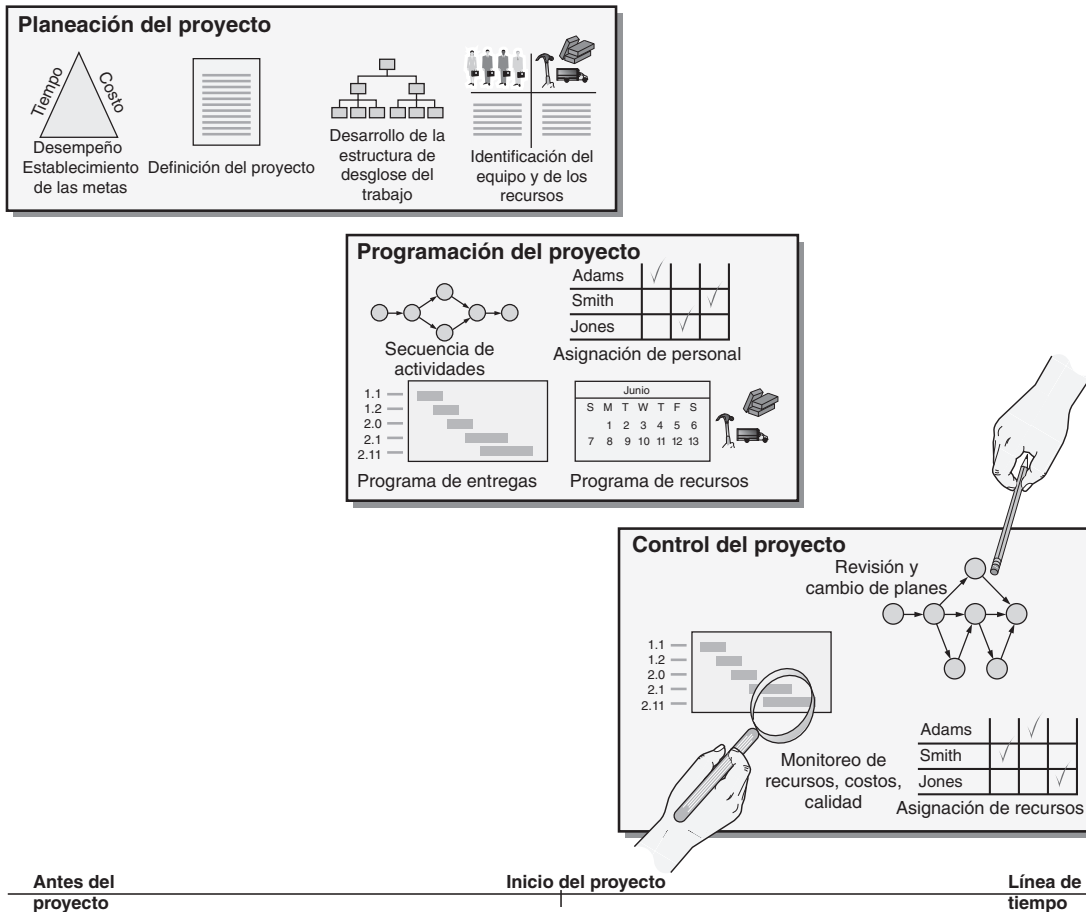 Planeación del proyecto
Tiempo
Costo
Desempeño
Establecimiento
de las metas
Definición del proyecto
Desarrollo de la
estructura de
desglose del
trabajo
Identificación del
equipo y de los
recursos
Programación del proyecto
Secuencia de
actividades
Adams
Smith
Jones
Asignación de personal
1.1
1.2
2.0
2.1
2.11
Programa de entregas
Junio
S M T W T F S
1 2 3 4 5 6
7 8 9 10 11 12 13
Programa de recursos
Control del proyecto
Revisión y
cambio de planes
1.1
1.2
2.0
2.1
2.11
Monitoreo de
recursos, costos,
calidad
Adams
Smith
Jones
Asignación de recursos
Antes del
proyecto
Inicio del proyecto
Línea de
tiempo